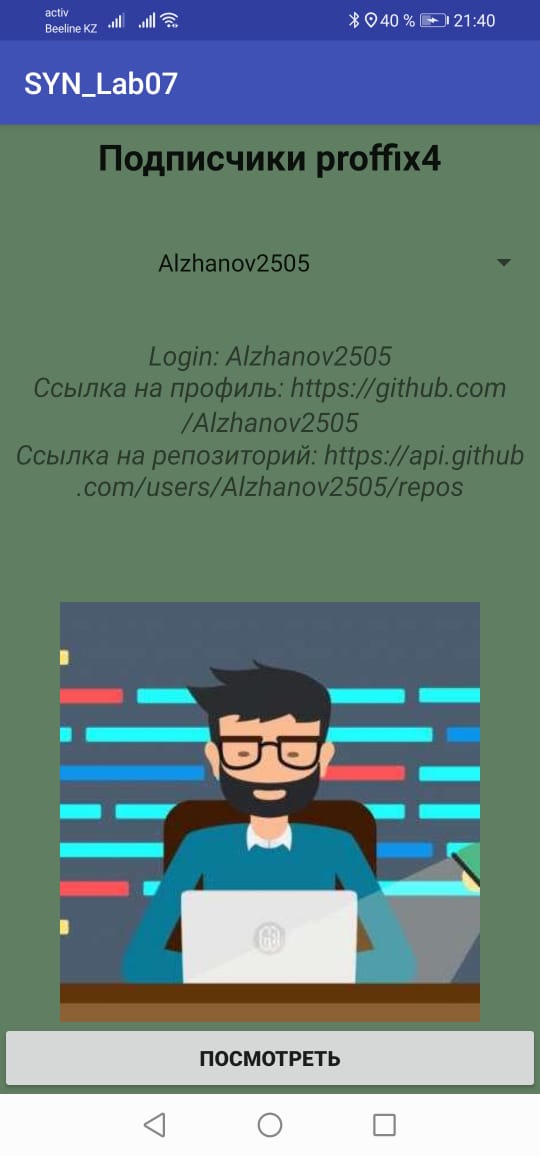 activ
Beeline KZ
40 %
21:40
SYN_Lab07
Подписчики proffix4
Alzhanov2505
Login: Alzhanov2505
Ссылка на профиль: https://github.com
/Alzhanov2505
Ссылка на репозиторий: https://api.github
.com/users/Alzhanov2505/repos
ПОСМОТРЕТЬ